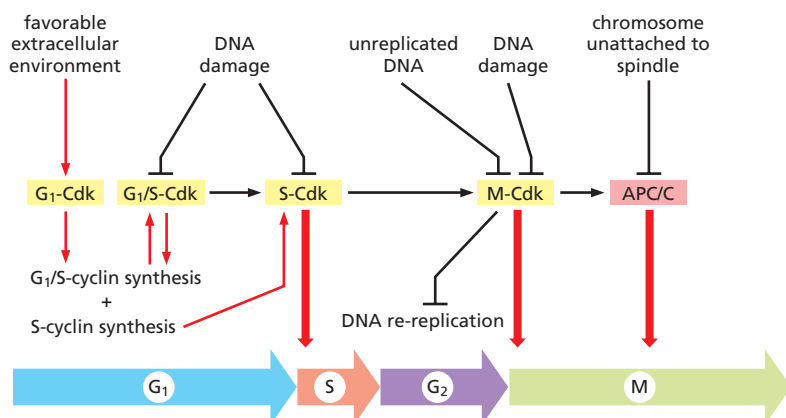 favorable
extracellular
environment
DNA
damage
unreplicated
DNA
DNA
damage
chromosome
unattached to
spindle
G₁-Cdk
G₁/S-Cdk
S-Cdk
M-Cdk
APC/C
G₁/S-cyclin synthesis
+
S-cyclin synthesis
DNA re-replication
G₁
S
G₂
M